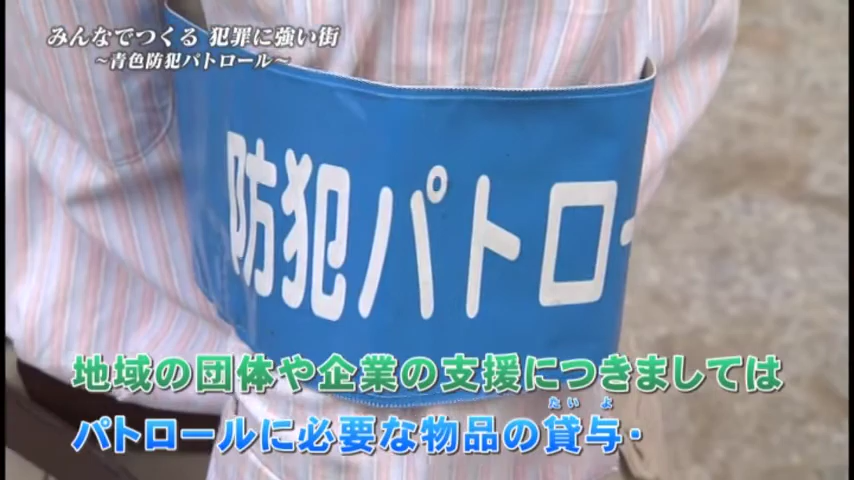 みんなでつくる 犯罪に強い街
～青色防犯パトロール～
防犯パトロー
地域の団体や企業の支援につきましては
たいよ
パトロールに必要な物品の貸与・